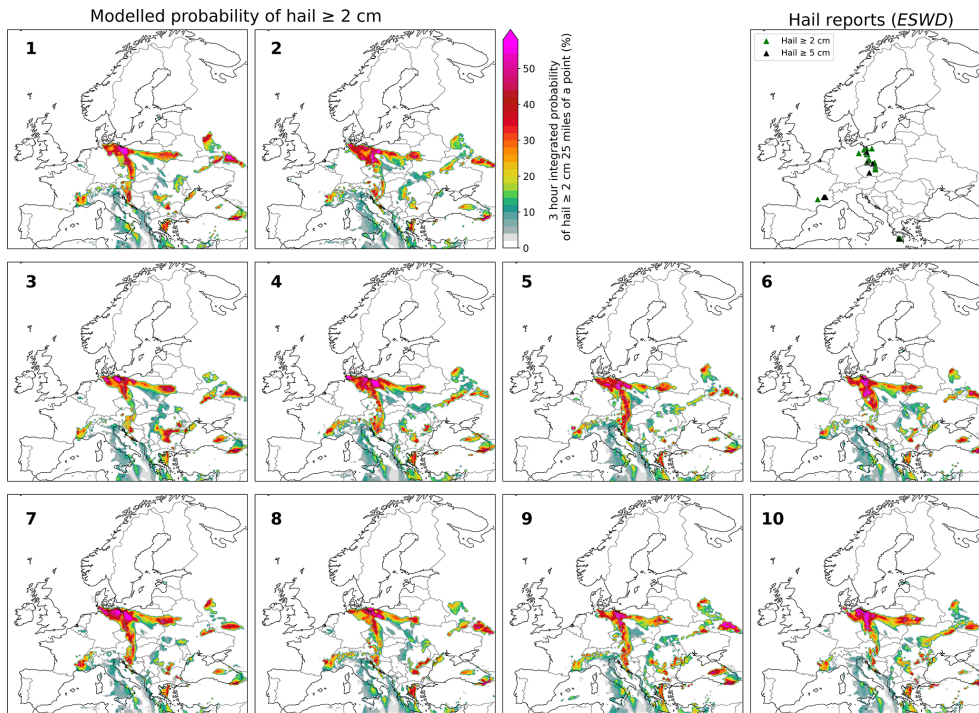 Modelled probability of hail ≥ 2 cm
Hail reports (ESWD)
1
2
50
40
30
20
10
0
3 hour integrated probability
of hail ≥ 2 cm 25 miles of a point (%)
Hail ≥ 2 cm
Hail ≥ 5 cm
3
4
5
6
7
8
9
10